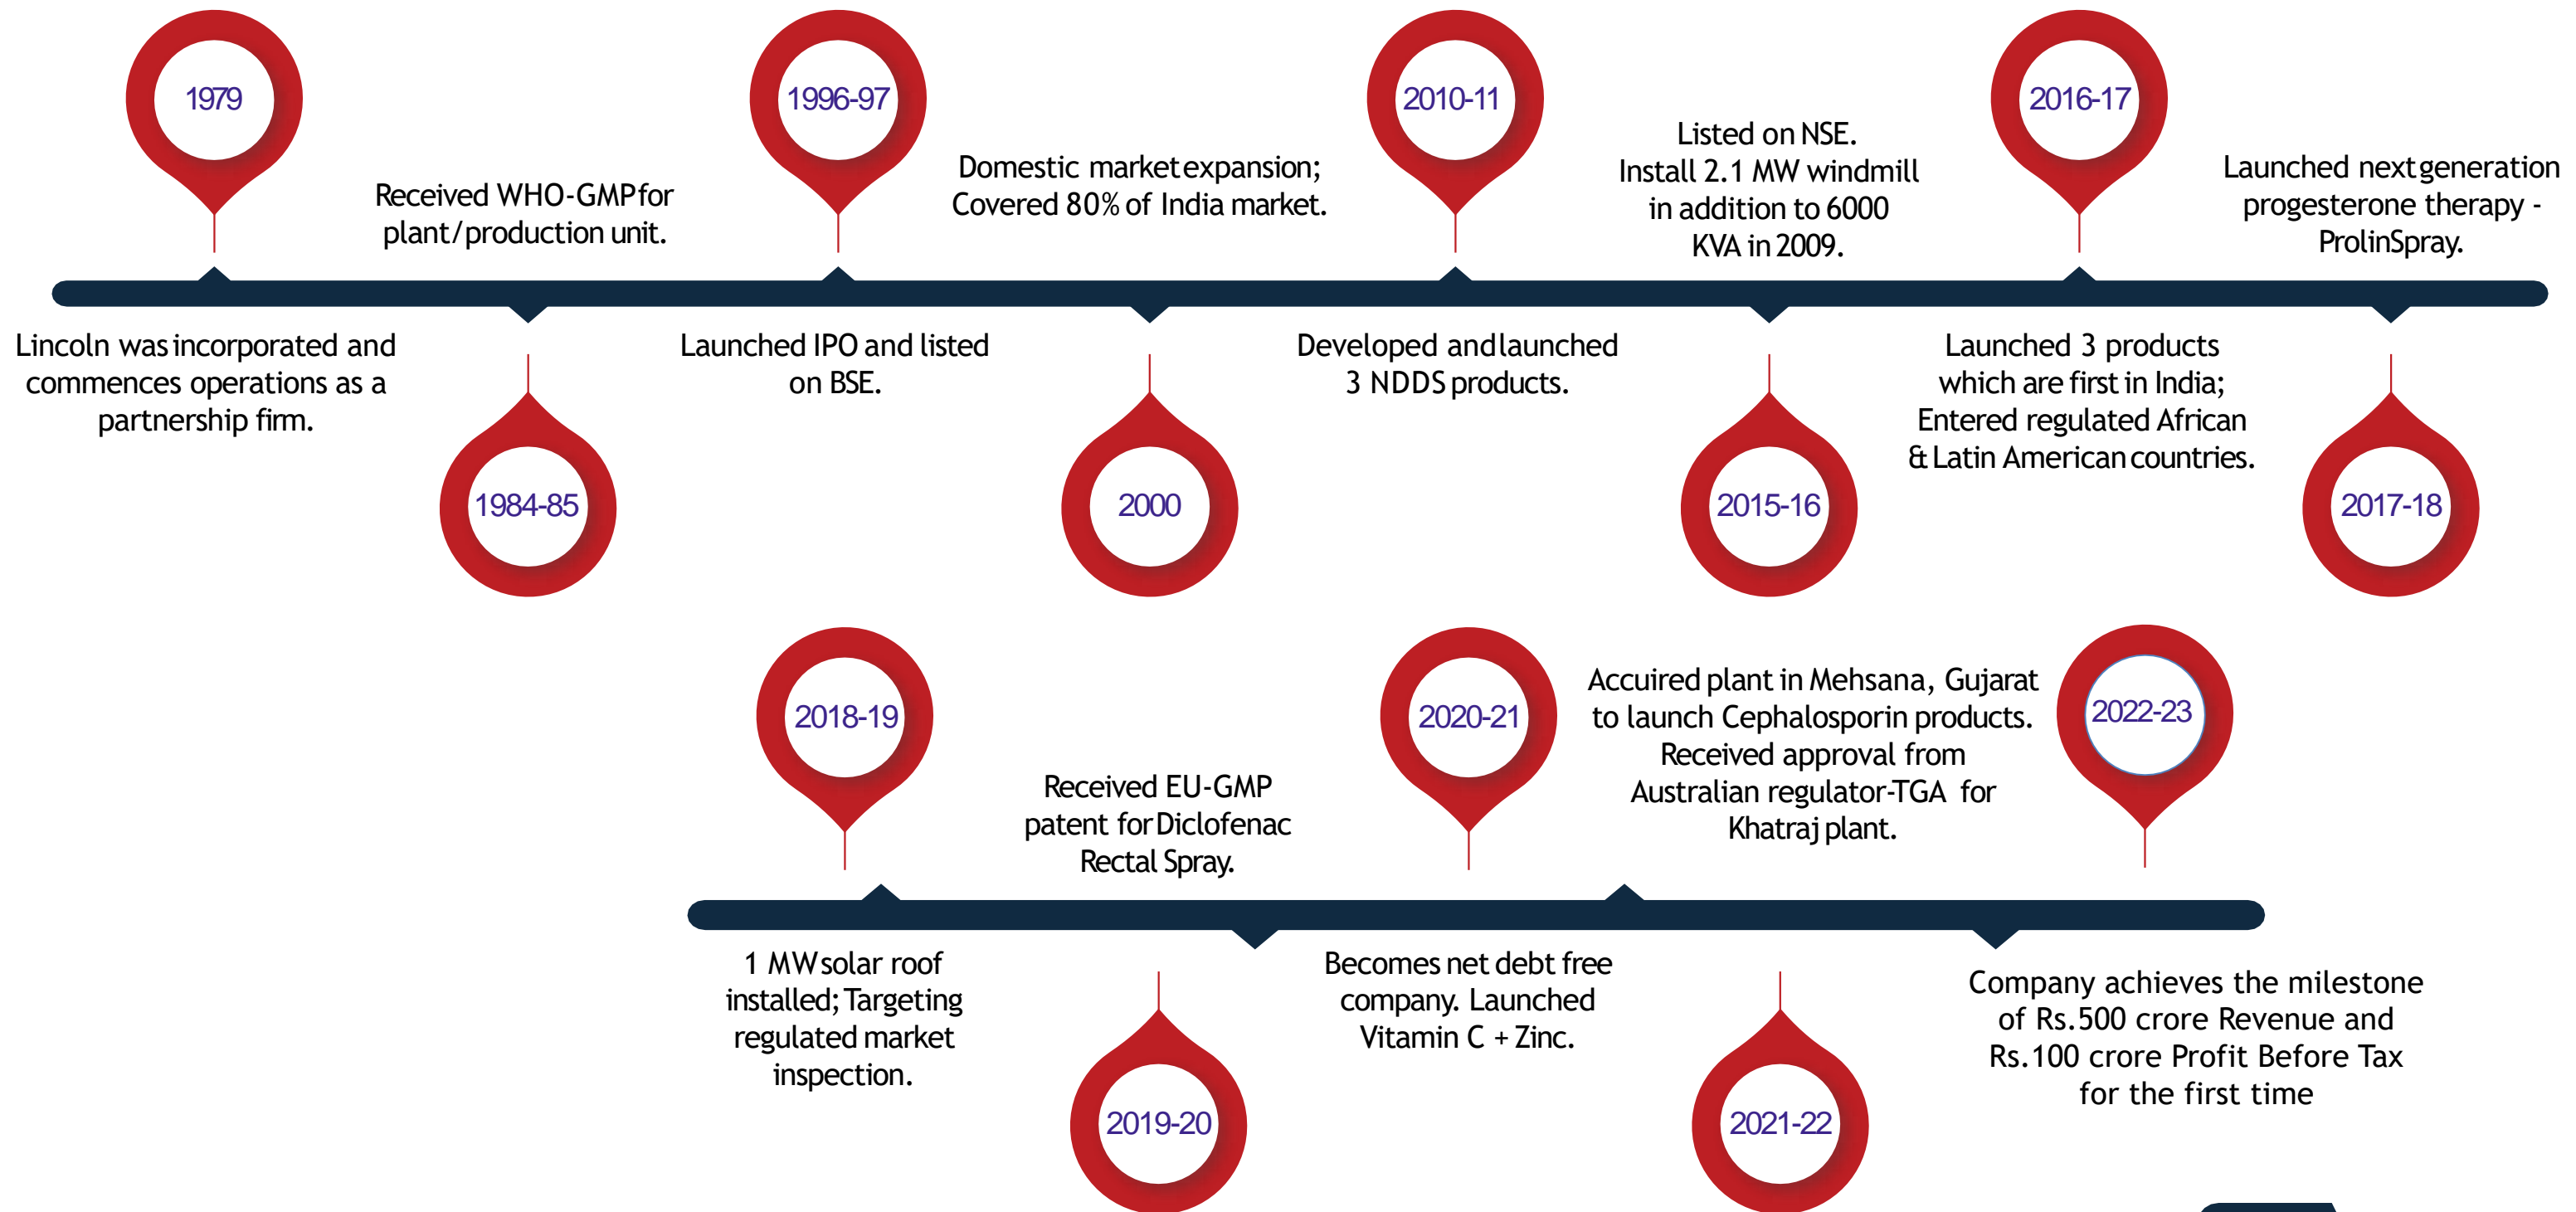 1979
Lincoln was incorporated and
commences operations as a
partnership firm.
Received WHO-GMP for
plant/production unit.
1984-85
1996-97
Launched IPO and listed
on BSE.
Domestic market expansion;
Covered 80% of India market.
2000
2010-11
Developed and launched
3 NDDS products.
Listed on NSE.
Install 2.1 MW windmill
in addition to 6000
KVA in 2009.
2015-16
2016-17
Launched 3 products
which are first in India;
Entered regulated African
& Latin American countries.
Launched next generation
progesterone therapy -
ProlinSpray.
2017-18
2018-19
1 MW solar roof
installed; Targeting
regulated market
inspection.
Received EU-GMP
patent for Diclofenac
Rectal Spray.
2019-20
2020-21
Becomes net debt free
company. Launched
Vitamin C + Zinc.
Accuired plant in Mehsana, Gujarat
to launch Cephalosporin products.
Received approval from
Australian regulator-TGA for
Khatraj plant.
2021-22
2022-23
Company achieves the milestone
of Rs.500 crore Revenue and
Rs.100 crore Profit Before Tax
for the first time